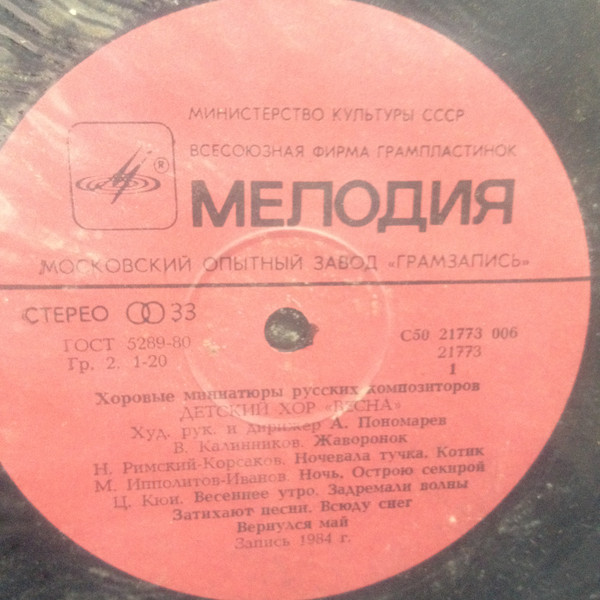 МИНИСТЕРСТВО КУЛЬТУРЫ СССР
ВСЕСОЮЗНАЯ ФИРМА ГРАМПЛАСТИНОК
®
МЕЛОДИЯ
МОСКОВСКИЙ ОПЫТНЫЙ ЗАВОД «ГРАМЗАПИСЬ»
СТЕРЕО 33
ГОСТ 5289-80
Гр. 2. 1-20
С50 21773 006
21773
1
Хоровые миниатюры русских композиторов
ДЕТСКИЙ ХОР «ВЕСНА»
Худ. рук. и дирижер А. Пономарев
В. Калинников. Жаворонок
Н. Римский-Корсаков. Ночевала тучка. Котик
М. Ипполитов-Иванов. Ночь. Острою секирой
Ц. Кюи. Весеннее утро. Задремали волны
Затихают песни. Всюду снег
Вернулся май
Запись 1984 г.